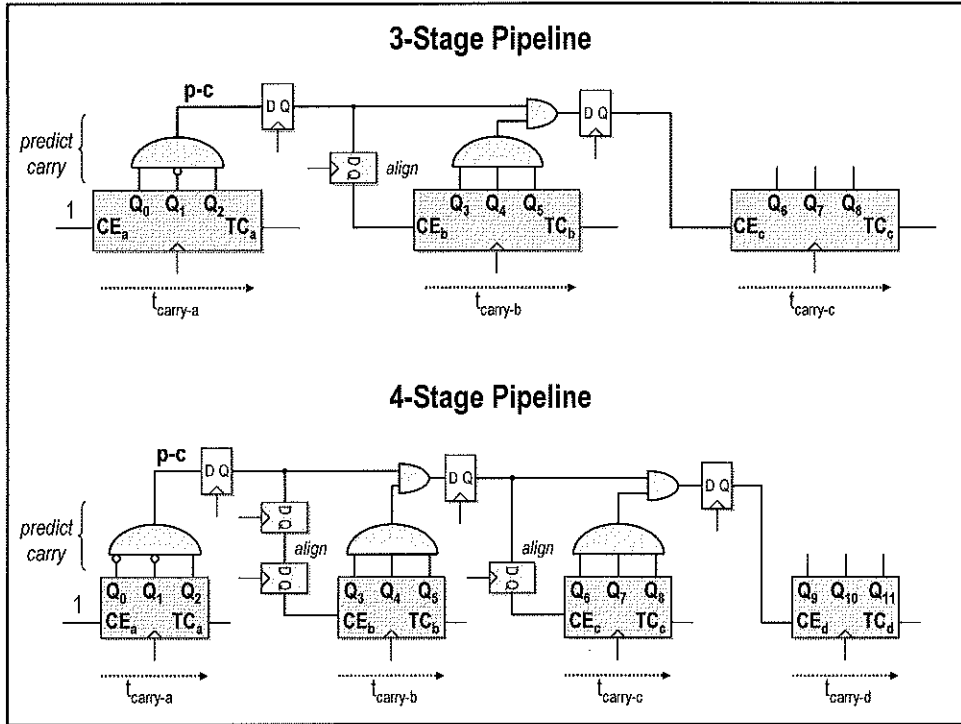 3-Stage Pipeline
p-c
D Q
D Q
predict
carry
D Q
align
1
Q0 Q1 Q2
CEa TCa
Q3 Q4 Q5
CEb TCb
Q6 Q7 Q8
CEc TCc
tcarry-a
tcarry-b
tcarry-c
4-Stage Pipeline
p-c
D Q
D Q
D Q
predict
carry
D Q
align
D Q
align
D Q
1
Q0 Q1 Q2
CEa TCa
Q3 Q4 Q5
CEb TCb
Q6 Q7 Q8
CEc TCc
Q9 Q10 Q11
CEd TCd
tcarry-a
tcarry-b
tcarry-c
tcarry-d